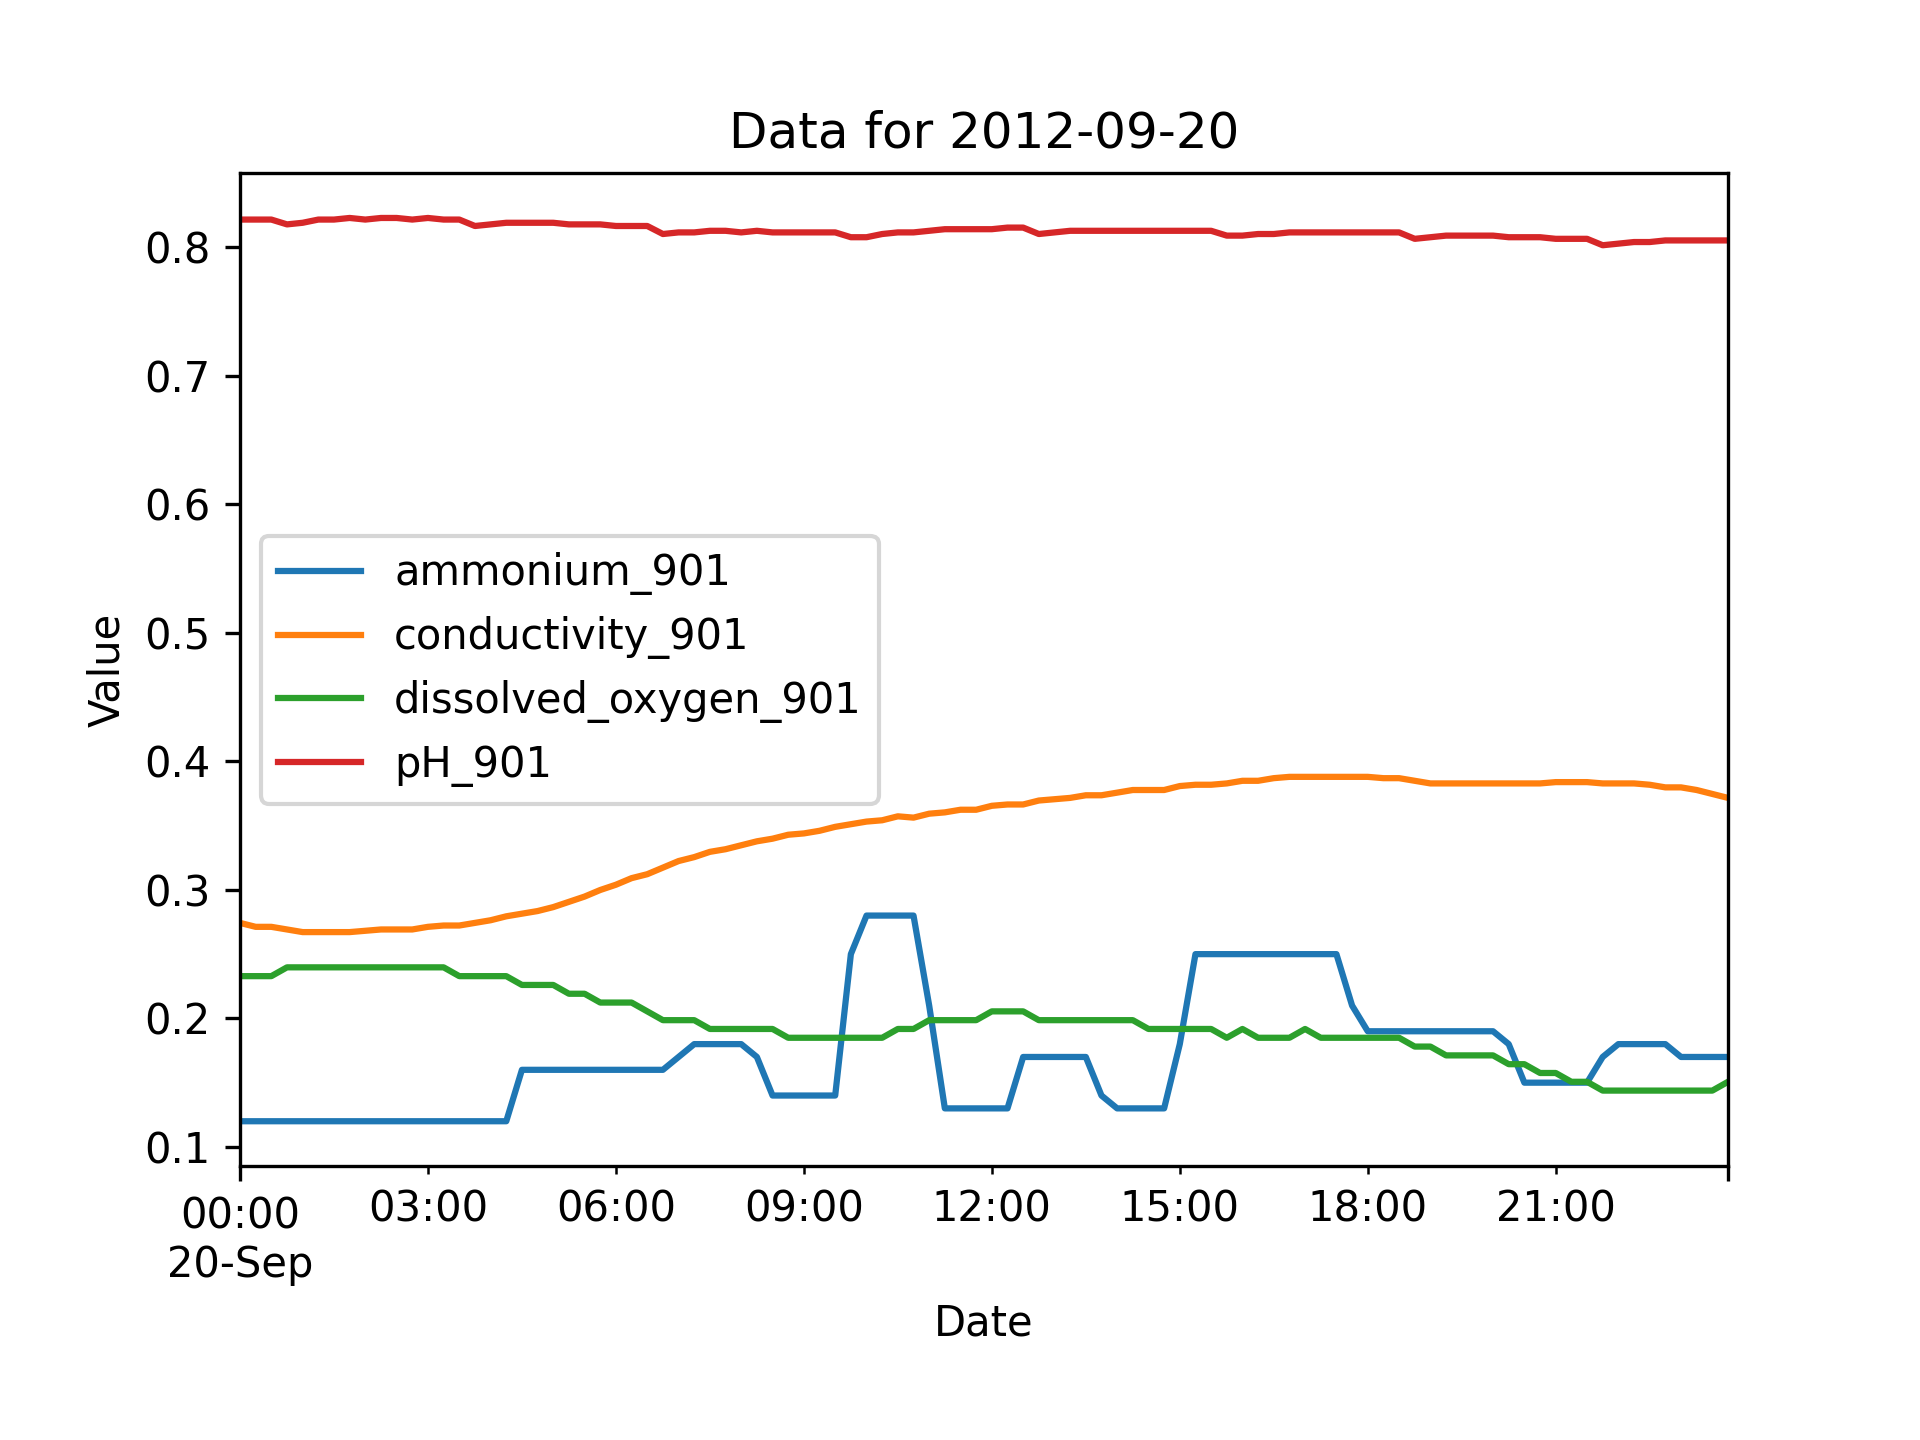 Data for 2012-09-20
0.8
0.7
0.6
0.5
0.4
0.3
0.2
0.1
Value
ammonium_901
conductivity_901
dissolved_oxygen_901
pH_901
00:00 03:00 06:00 09:00 12:00 15:00 18:00 21:00
20-Sep
Date